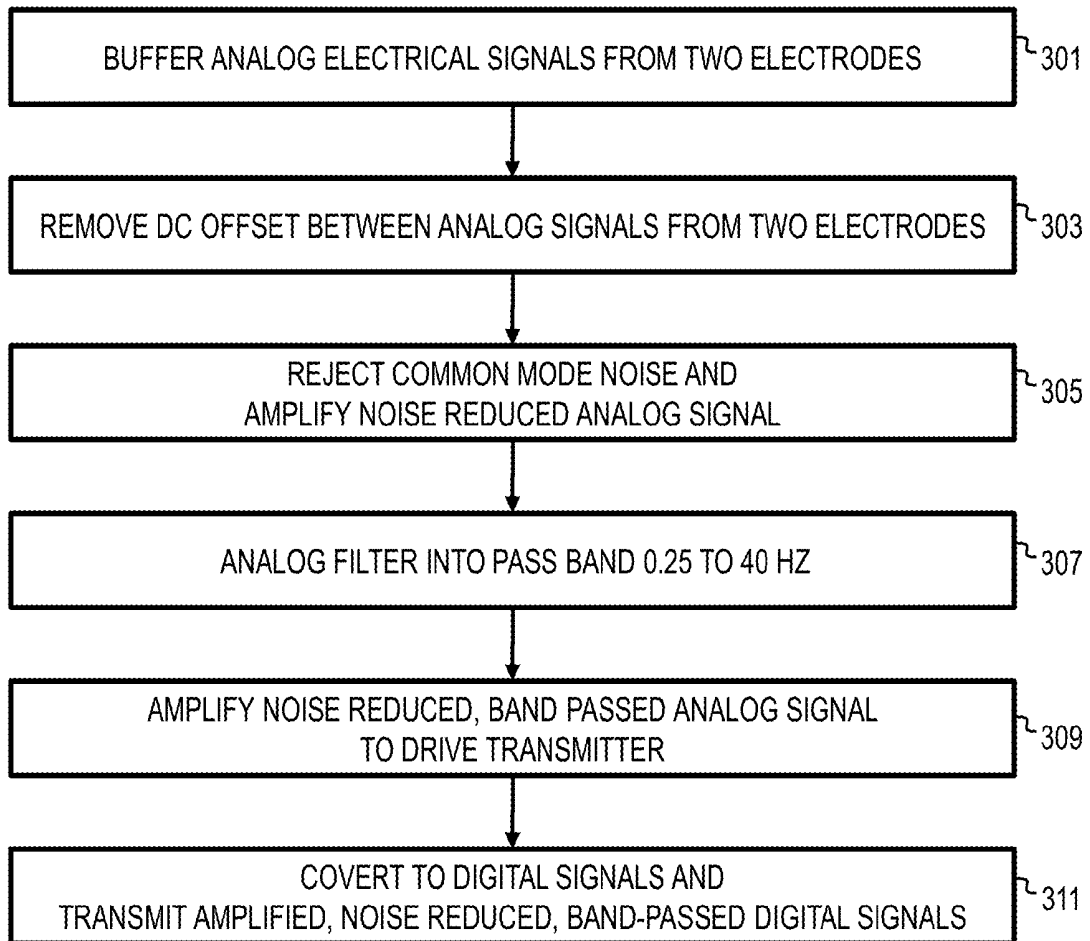 BUFFER ANALOG ELECTRICAL SIGNALS FROM TWO ELECTRODES
301
REMOVE DC OFFSET BETWEEN ANALOG SIGNALS FROM TWO ELECTRODES
303
REJECT COMMON MODE NOISE AND
AMPLIFY NOISE REDUCED ANALOG SIGNAL
305
ANALOG FILTER INTO PASS BAND 0.25 TO 40 HZ
307
AMPLIFY NOISE REDUCED, BAND PASSED ANALOG SIGNAL
TO DRIVE TRANSMITTER
309
COVERT TO DIGITAL SIGNALS AND
TRANSMIT AMPLIFIED, NOISE REDUCED, BAND-PASSED DIGITAL SIGNALS
311